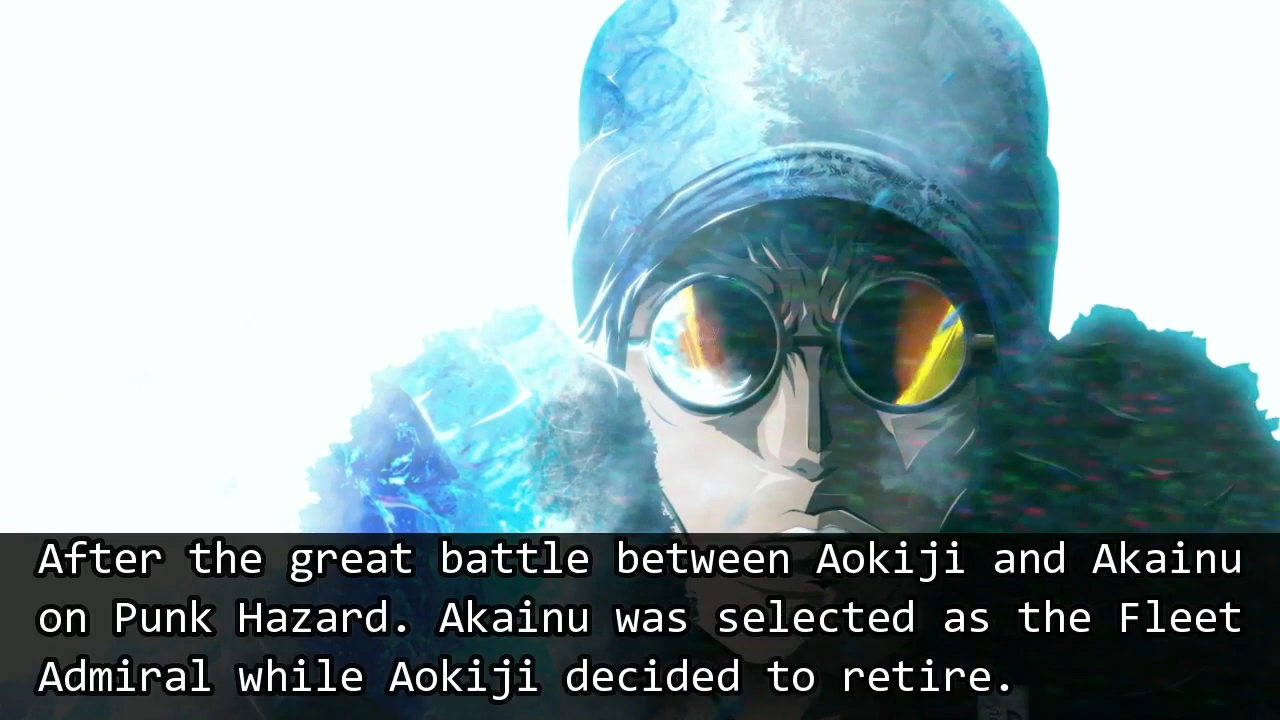 After the great battle between Aokiji and Akainu
on Punk Hazard. Akainu was selected as the Fleet
Admiral while Aokiji decided to retire.